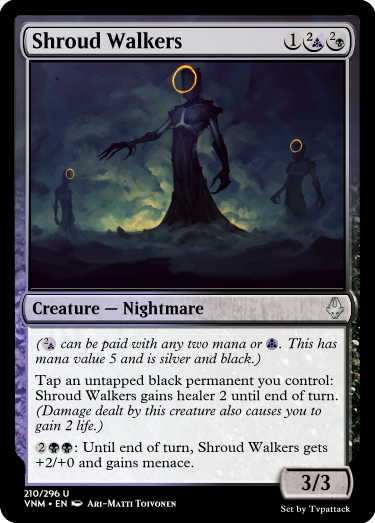 Shroud Walkers 1 2 2
Creature — Nightmare
(2 can be paid with any two mana or . This has
mana value 5 and is silver and black.)
Tap an untapped black permanent you control:
Shroud Walkers gains healer 2 until end of turn.
(Damage dealt by this creature also causes you to
gain 2 life.)
2: Until end of turn, Shroud Walkers gets
+2/+0 and gains menace.
3/3
210/296 U
VNM • EN Ari-Matti Toivonen
Set by Tvpattack